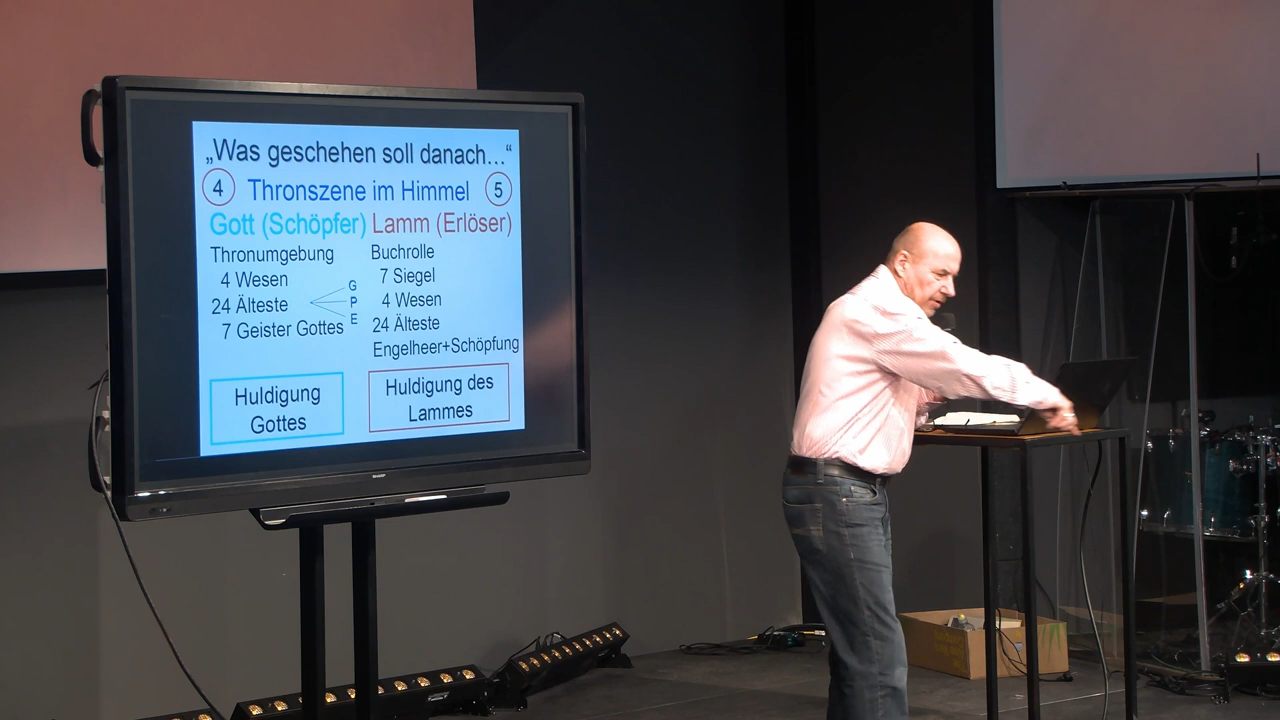 „Was geschehen soll danach...“
4 Thronszene im Himmel 5
Gott (Schöpfer) Lamm (Erlöser)
Thronumgebung
4 Wesen
24 Älteste
7 Geister Gottes
G
P
E
Buchrolle
7 Siegel
4 Wesen
24 Älteste
Engelheer+Schöpfung
Huldigung
Gottes
Huldigung des
Lammes
SHARP